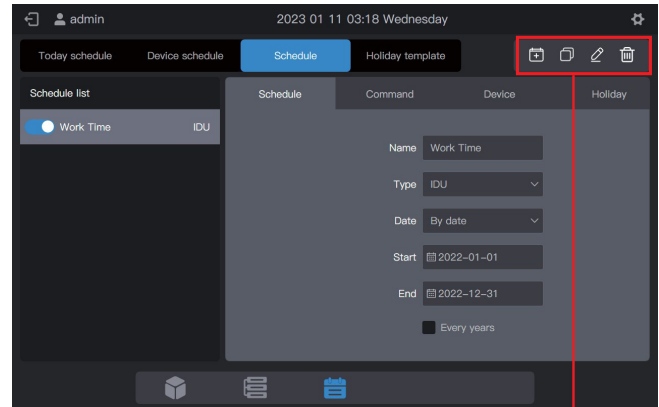 admin 2023 01 11 03:18 Wednesday
Today schedule Device schedule Schedule Holiday template
Schedule list Schedule Command Device Holiday
Work Time IDU
Name Work Time
Type IDU
Date By date
Start 2022-01-01
End 2022-12-31
Every years